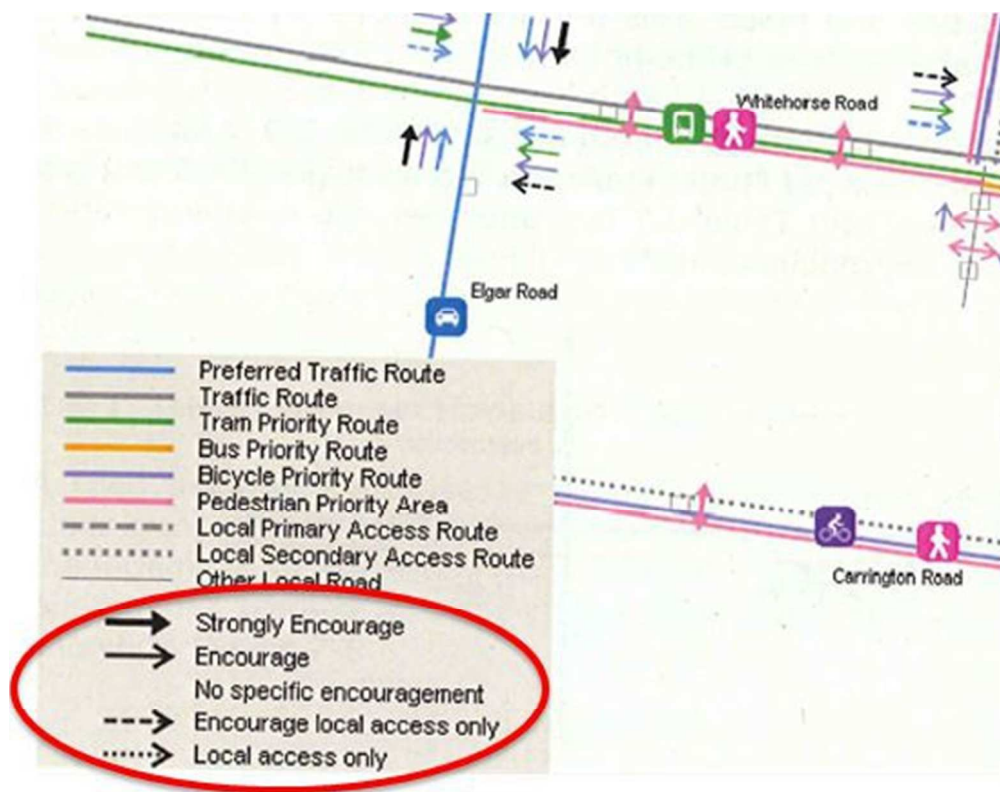 Whitehorse Road
Elgar Road
Preferred Traffic Route
Traffic Route
Tram Priority Route
Bus Priority Route
Bicycle Priority Route
Pedestrian Priority Area
Local Primary Access Route
Local Secondary Access Route
Other Local Road
Carrington Road
Strongly Encourage
Encourage
No specific encouragement
Encourage local access only
Local access only